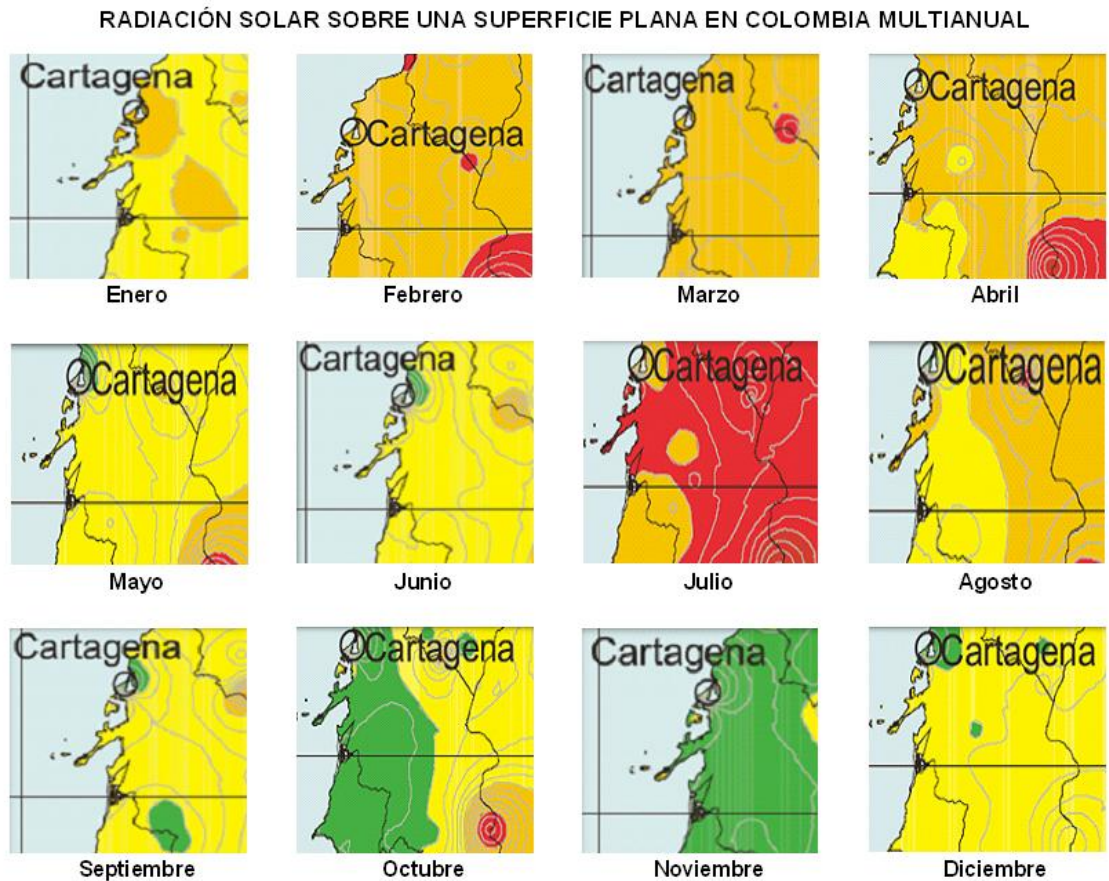 RADIACIÓN SOLAR SOBRE UNA SUPERFICIE PLANA EN COLOMBIA MULTIANUAL
Cartagena
Cartagena
Cartagena
Cartagena
Enero
Febrero
Marzo
Abril
Cartagena
Cartagena
Cartagena
Cartagena
Mayo
Junio
Julio
Agosto
Cartagena
Cartagena
Cartagena
Cartagena
Septiembre
Octubre
Noviembre
Diciembre